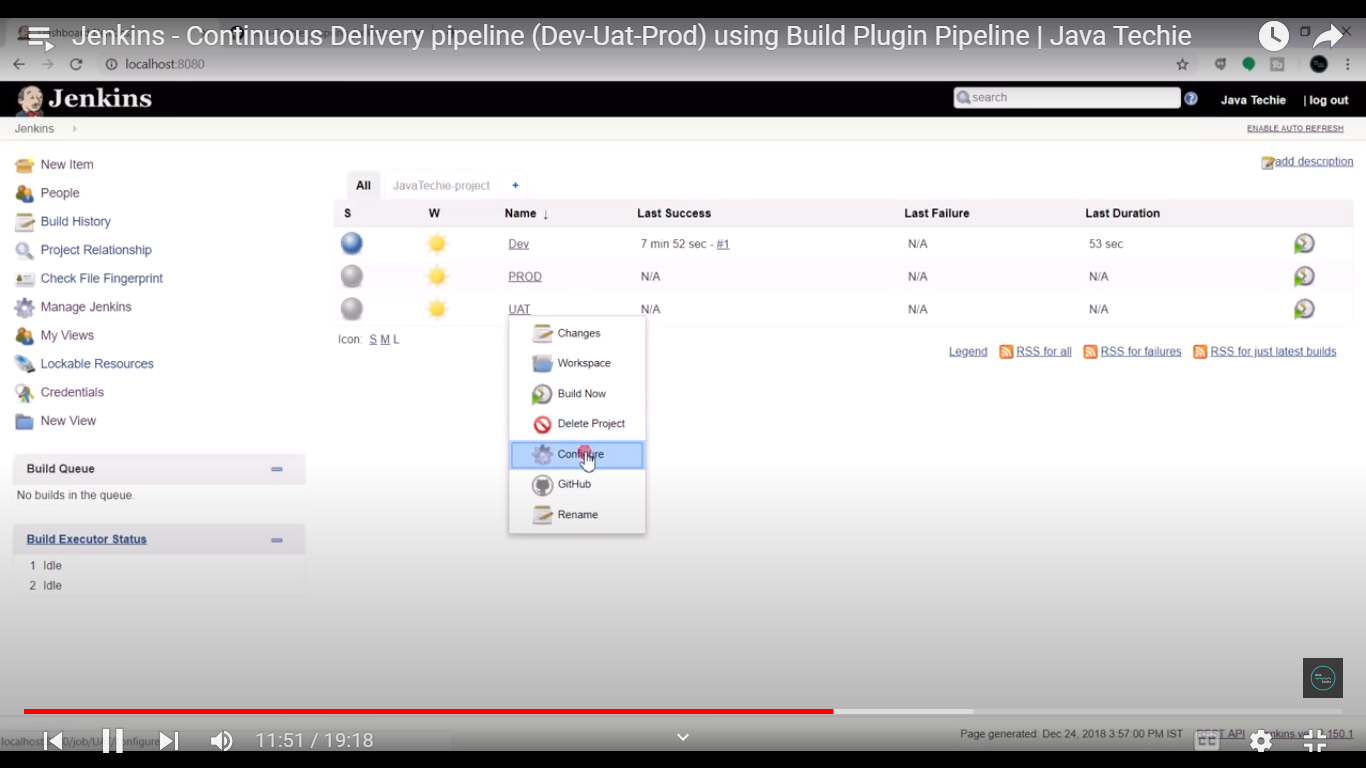 Jenkins - Continuous Delivery pipeline (Dev-Uat-Prod) using Build Plugin Pipeline | Java Techie
localhost:8080
Jenkins
search
Java Techie | log out
Jenkins
ENABLE AUTO REFRESH
New Item
People
Build History
Project Relationship
Check File Fingerprint
Manage Jenkins
My Views
Lockable Resources
Credentials
New View
Build Queue
No builds in the queue.
Build Executor Status
1 Idle
2 Idle
add description
All JavaTechie-project +
S W Name ↓ Last Success Last Failure Last Duration
Dev 7 min 52 sec - #1 N/A 53 sec
PROD N/A N/A N/A
UAT N/A N/A N/A
Icon: S M L
Legend RSS for all RSS for failures RSS for just latest builds
Changes
Workspace
Build Now
Delete Project
Configure
GitHub
Rename
11:51 / 19:18
Page generated: Dec 24, 2018 3:57:00 PM IST
CC